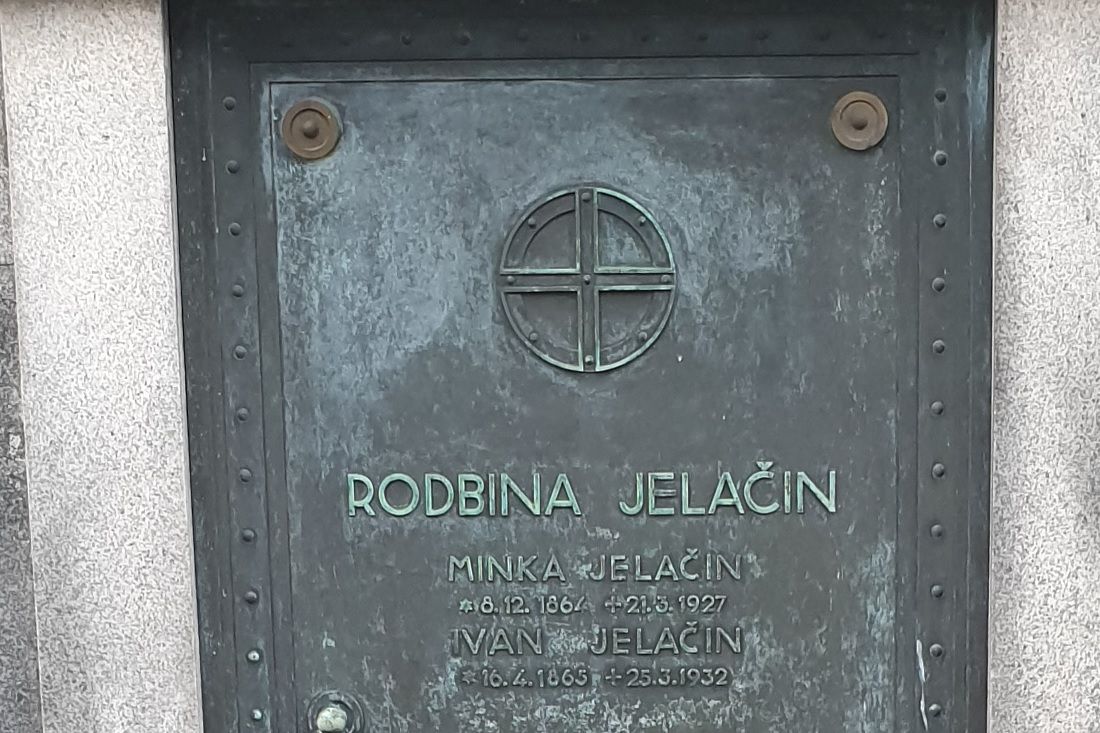 RODBINA JELAČIN
MINKA JELAČIN
*8.12.1864 +21.3.1927
IVAN JELAČIN
*16.4.1865 +25.3.1932